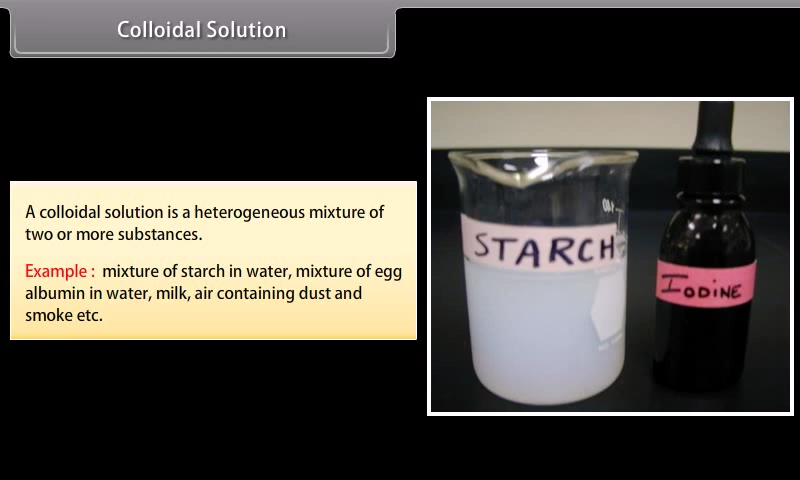 Colloidal Solution
A colloidal solution is a heterogeneous mixture of
two or more substances.
Example : mixture of starch in water, mixture of egg
albumin in water, milk, air containing dust and
smoke etc.
STARCH
IODINE